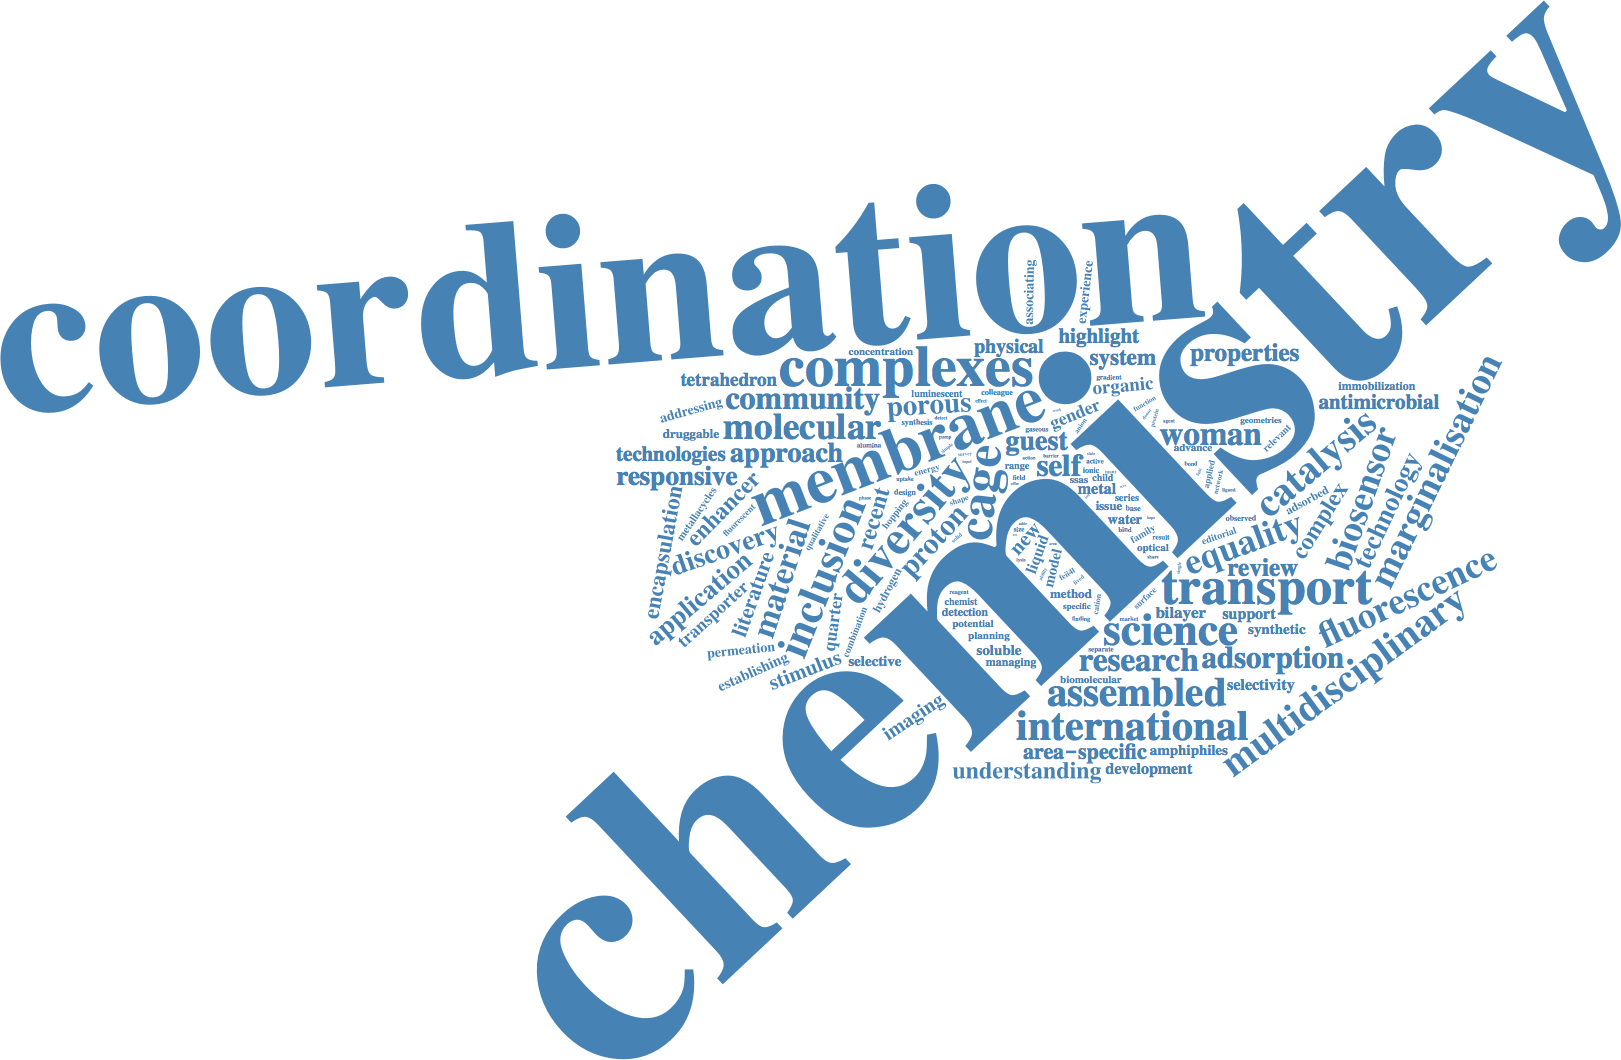 coordination
chemistry
associating
experience
highlight
physical
concentration
complexes
system
properties
gradient
organic
tetrahedron
luminescent
colleague
immobilization
antimicrobial
community
addressing
porous
membrane
gender
function
synthesis
molecular
druggable
gaseous
geometries
guest
woman
relevant
advance
technologies
approach
alumina
responsive
energy
uptake
cage
range
self
active
ionic
barrier
action
field
ssas
child
metal
bond
applied
network
ligand
catalysis
marginalisation
biosensor
technology
adsorbed
complex
encapsulation
metallacycles
enhancer
fluorescent
discovery
application
transporter
literature
material
qualitative
inclusion
recent
phase
design
hopping
diversity
shape
proton
solid
hydrogen
quarter
combination
permeation
establishing
stimulus
selective
imaging
series
issue
base
water
new
size
liquid
model
family
result
optical
observed
editorial
equality
review
method
specific
cation
finding
surface
market
transport
bilayer
support
science
synthetic
fluorescence
reagent
chemist
detection
potential
planning
soluble
managing
separate
research
adsorption
biomolecular
assembled
selectivity
multidisciplinary
international
area-specific
amphiphiles
understanding
development